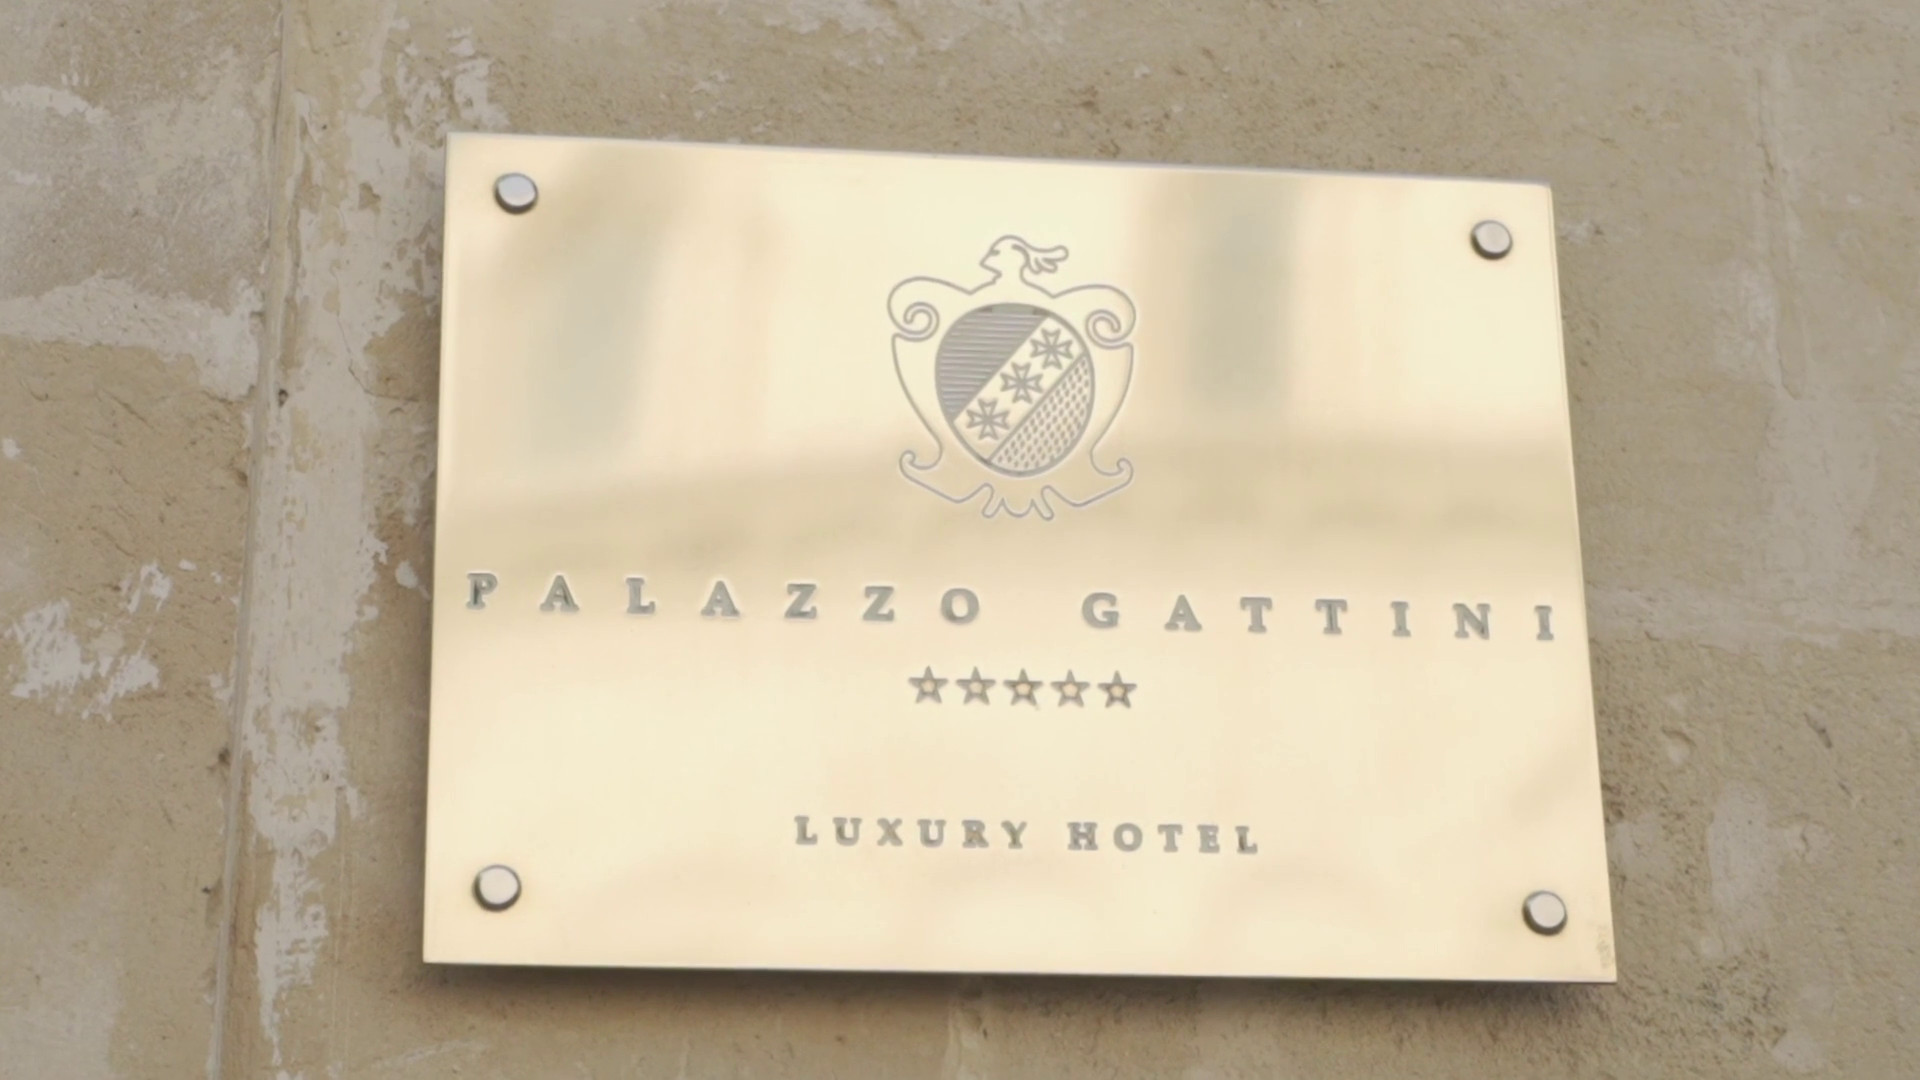 PALAZZO GATTINI
★★★★★
LUXURY HOTEL